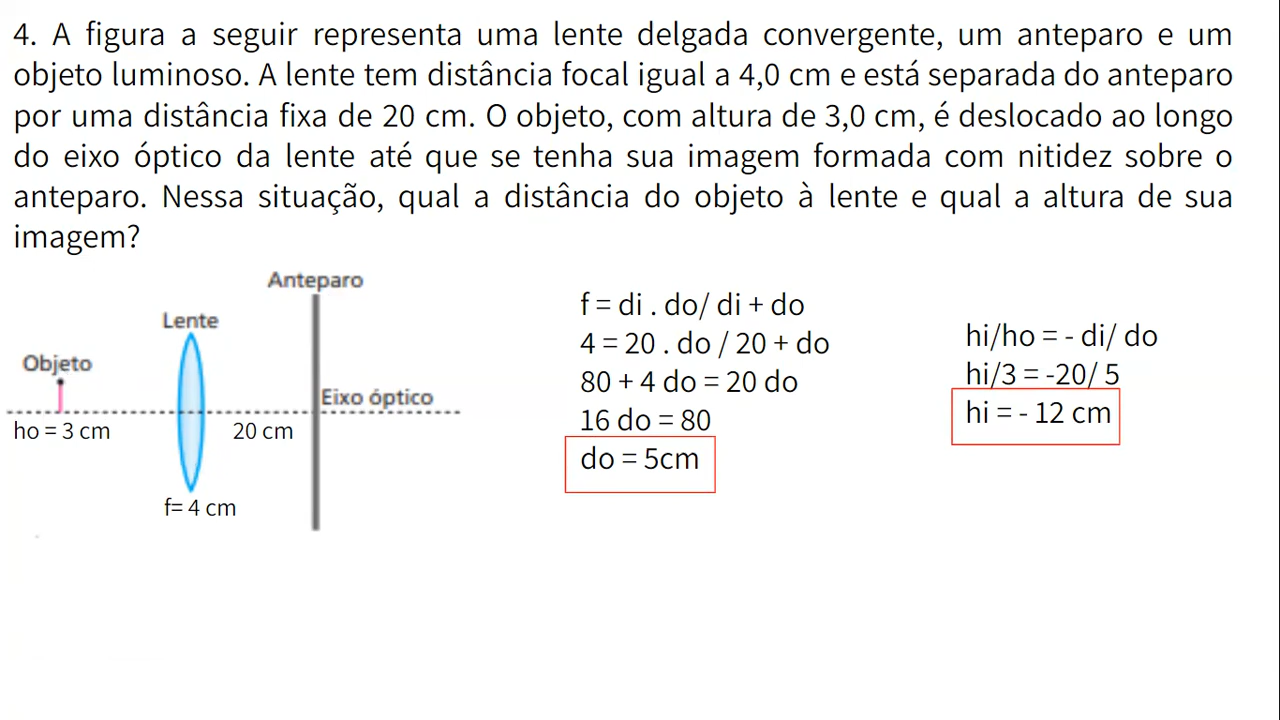 4. A figura a seguir representa uma lente delgada convergente, um anteparo e um
objeto luminoso. A lente tem distância focal igual a 4,0 cm e está separada do anteparo
por uma distância fixa de 20 cm. O objeto, com altura de 3,0 cm, é deslocado ao longo
do eixo óptico da lente até que se tenha sua imagem formada com nitidez sobre o
anteparo. Nessa situação, qual a distância do objeto à lente e qual a altura de sua
imagem?
Anteparo
Lente
Objeto
Eixo óptico
ho = 3 cm
20 cm
f= 4 cm
f = di . do/ di + do
4 = 20 . do / 20 + do
80 + 4 do = 20 do
16 do = 80
do = 5cm
hi/ho = - di/ do
hi/3 = -20/ 5
hi = - 12 cm